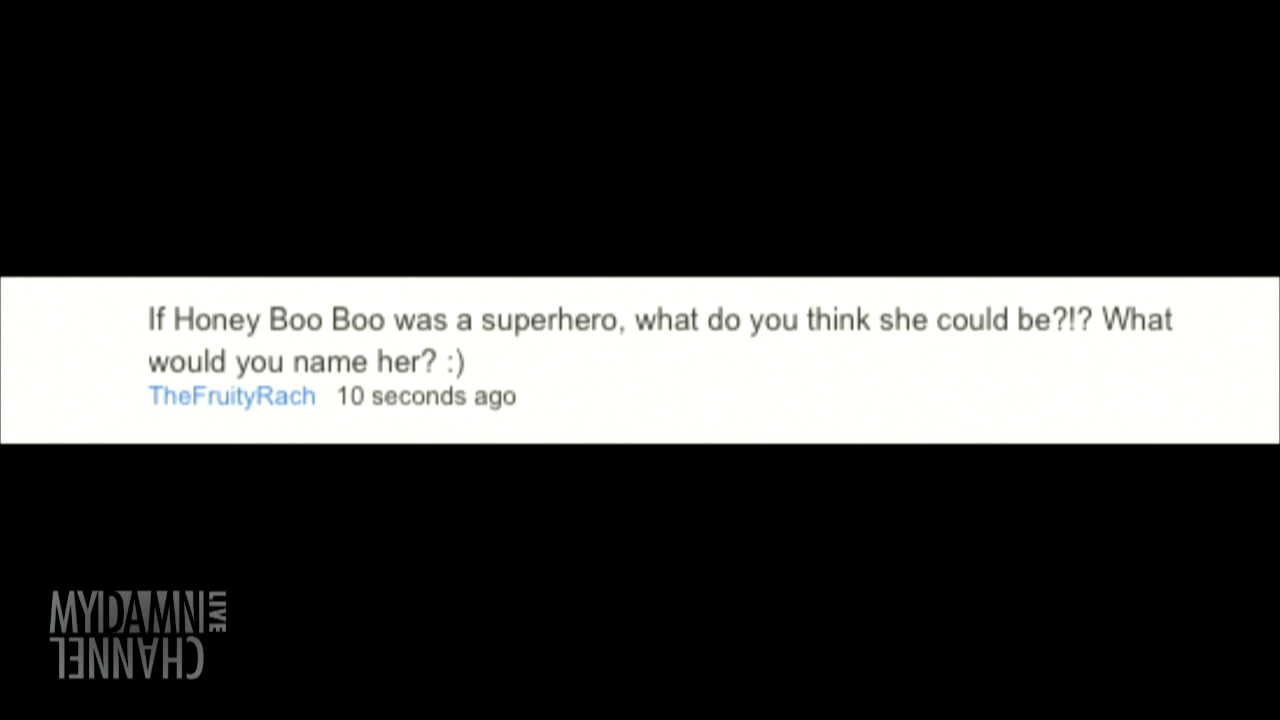 If Honey Boo Boo was a superhero, what do you think she could be?!? What
would you name her? :)
TheFruityRach 10 seconds ago
MYDAMN LIVE
CHANNEL